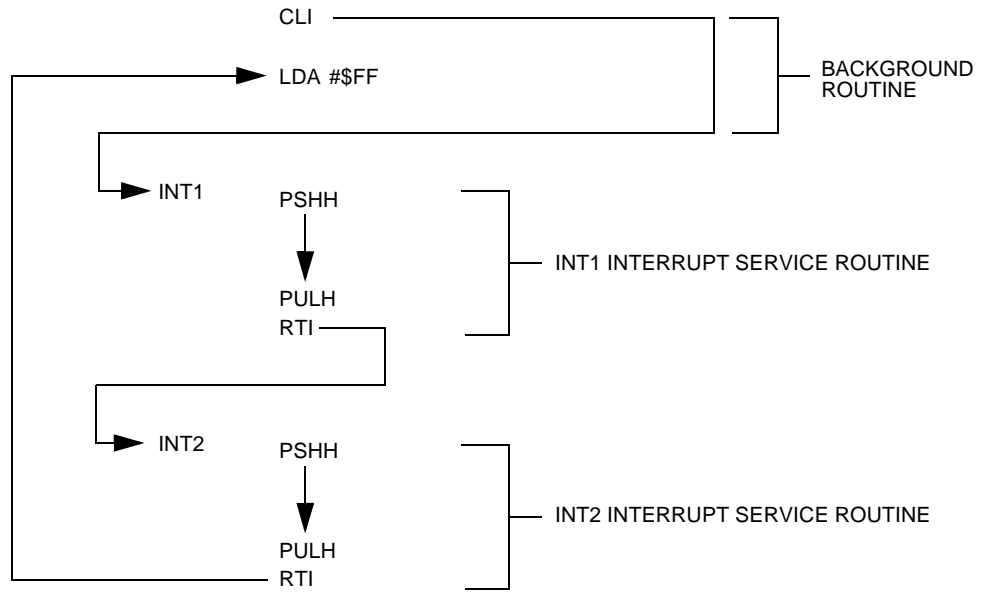 CLI
LDA #$FF
BACKGROUND
ROUTINE
INT1
PSHH
INT1 INTERRUPT SERVICE ROUTINE
PULH
RTI
INT2
PSHH
INT2 INTERRUPT SERVICE ROUTINE
PULH
RTI